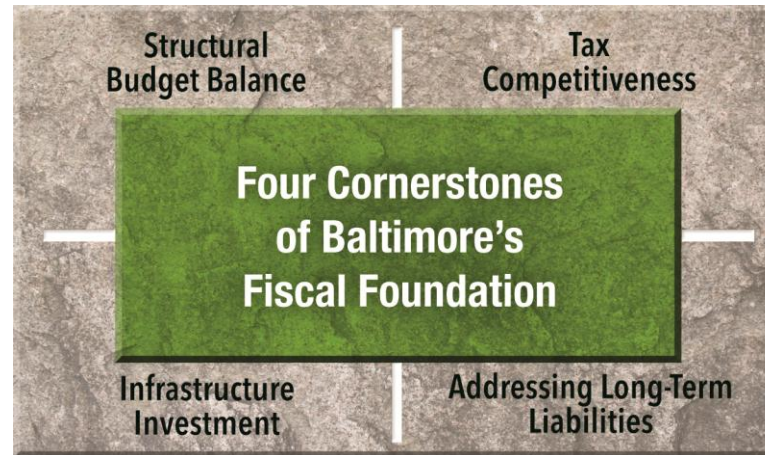 Structural
Budget Balance
Tax
Competitiveness
Four Cornerstones
of Baltimore's
Fiscal Foundation
Infrastructure
Investment
Addressing Long-Term
Liabilities